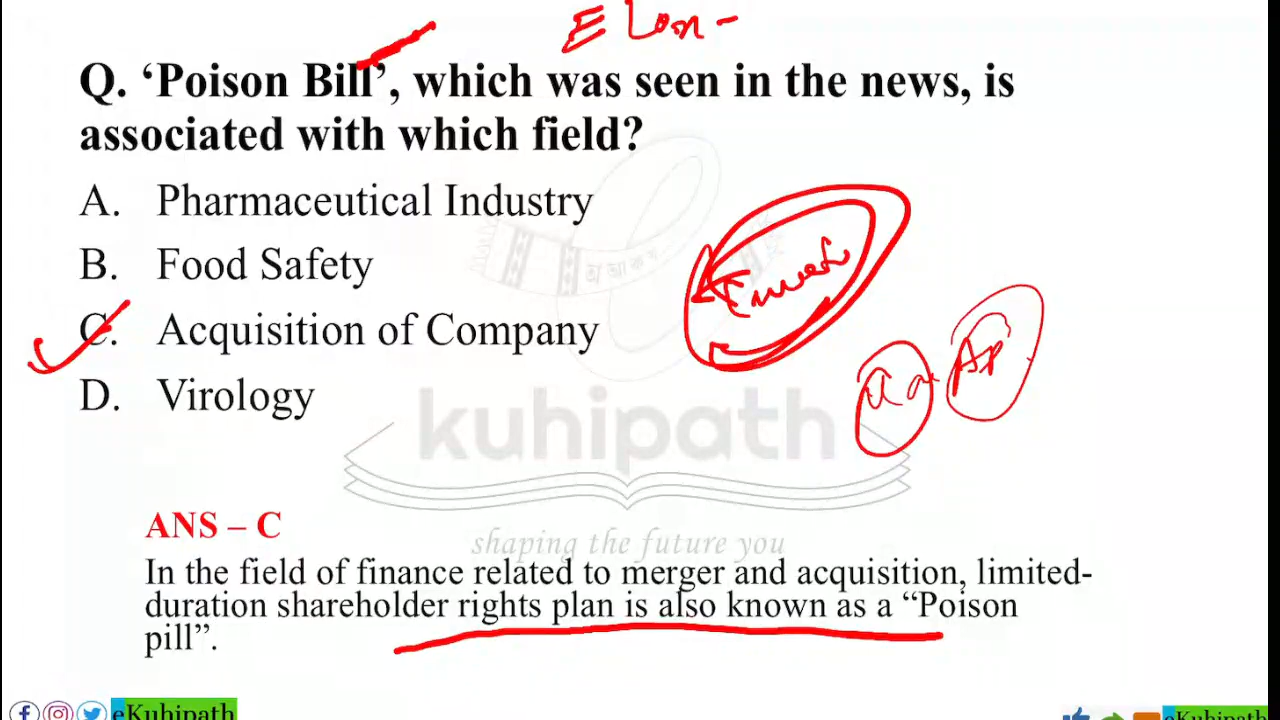 Elon -
Q. ‘Poison Bill’, which was seen in the news, is
associated with which field?
A. Pharmaceutical Industry
B. Food Safety
C. Acquisition of Company
D. Virology
kuhipath
shaping the future you
ANS – C
In the field of finance related to merger and acquisition, limited-
duration shareholder rights plan is also known as a “Poison
pill”.
eKuhipath
eKuhipath